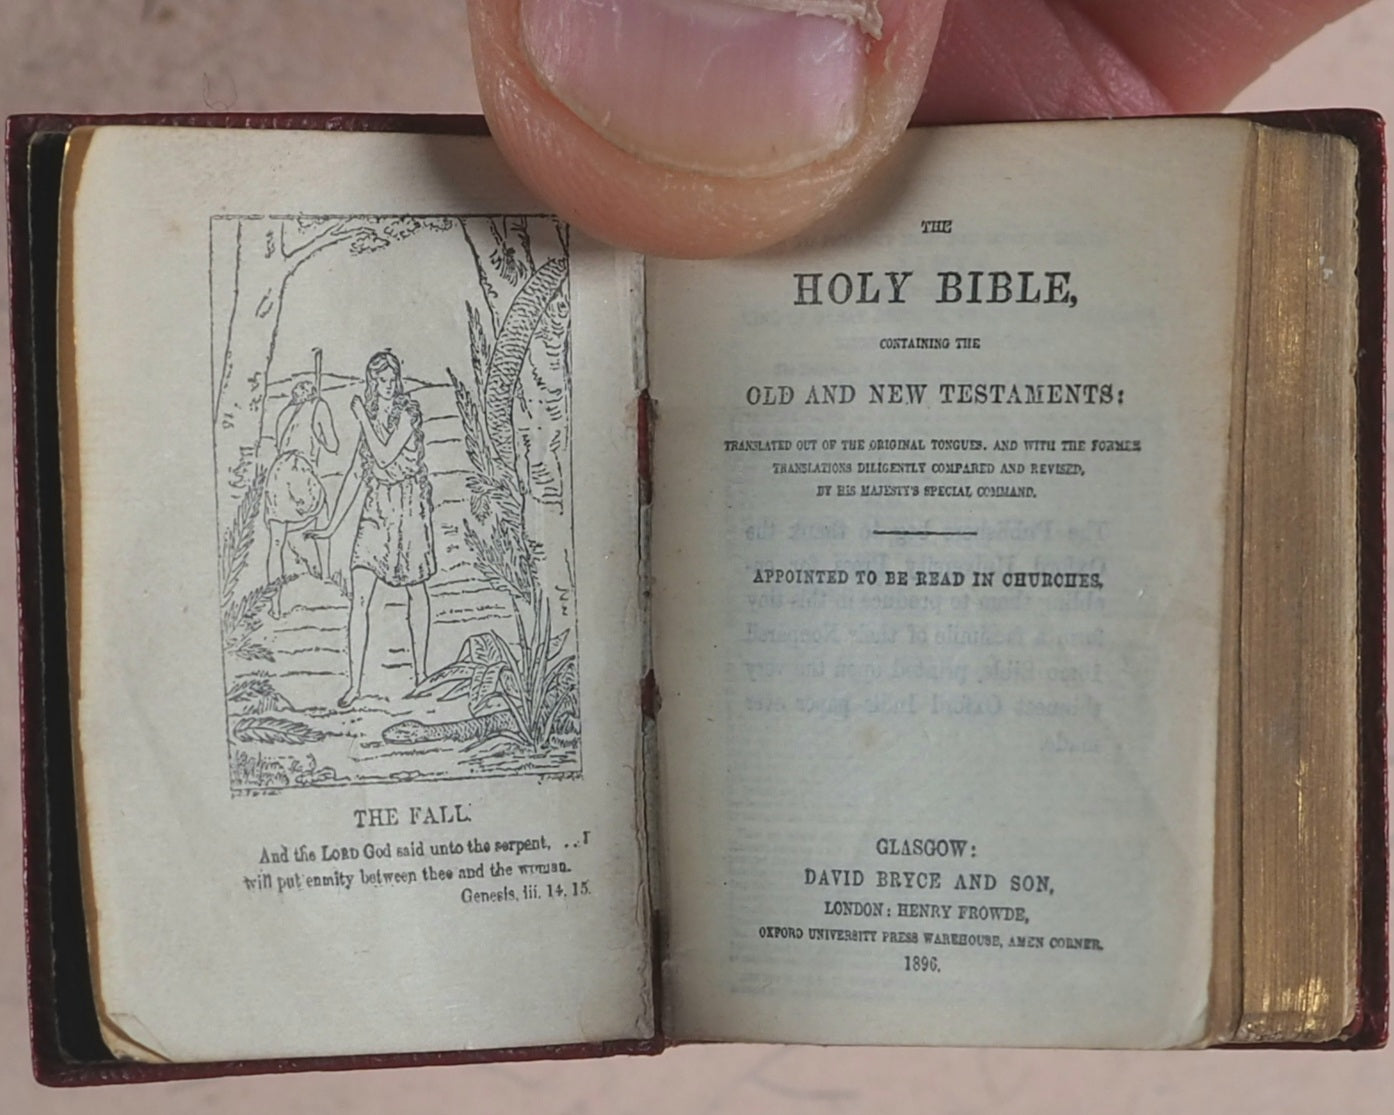 THE FALL.
And the LORD God said unto the serpent, . . I
will put enmity between thee and the woman.
Genesis, iii. 14, 15.
THE
HOLY BIBLE,
CONTAINING THE
OLD AND NEW TESTAMENTS:
TRANSLATED OUT OF THE ORIGINAL TONGUES. AND WITH THE FORMER
TRANSLATIONS DILIGENTLY COMPARED AND REVISED,
BY HIS MAJESTY'S SPECIAL COMMAND.
APPOINTED TO BE READ IN CHURCHES,
GLASGOW:
DAVID BRYCE AND SON,
LONDON: HENRY FROWDE,
OXFORD UNIVERSITY PRESS WAREHOUSE, AMEN CORNER.
1896.